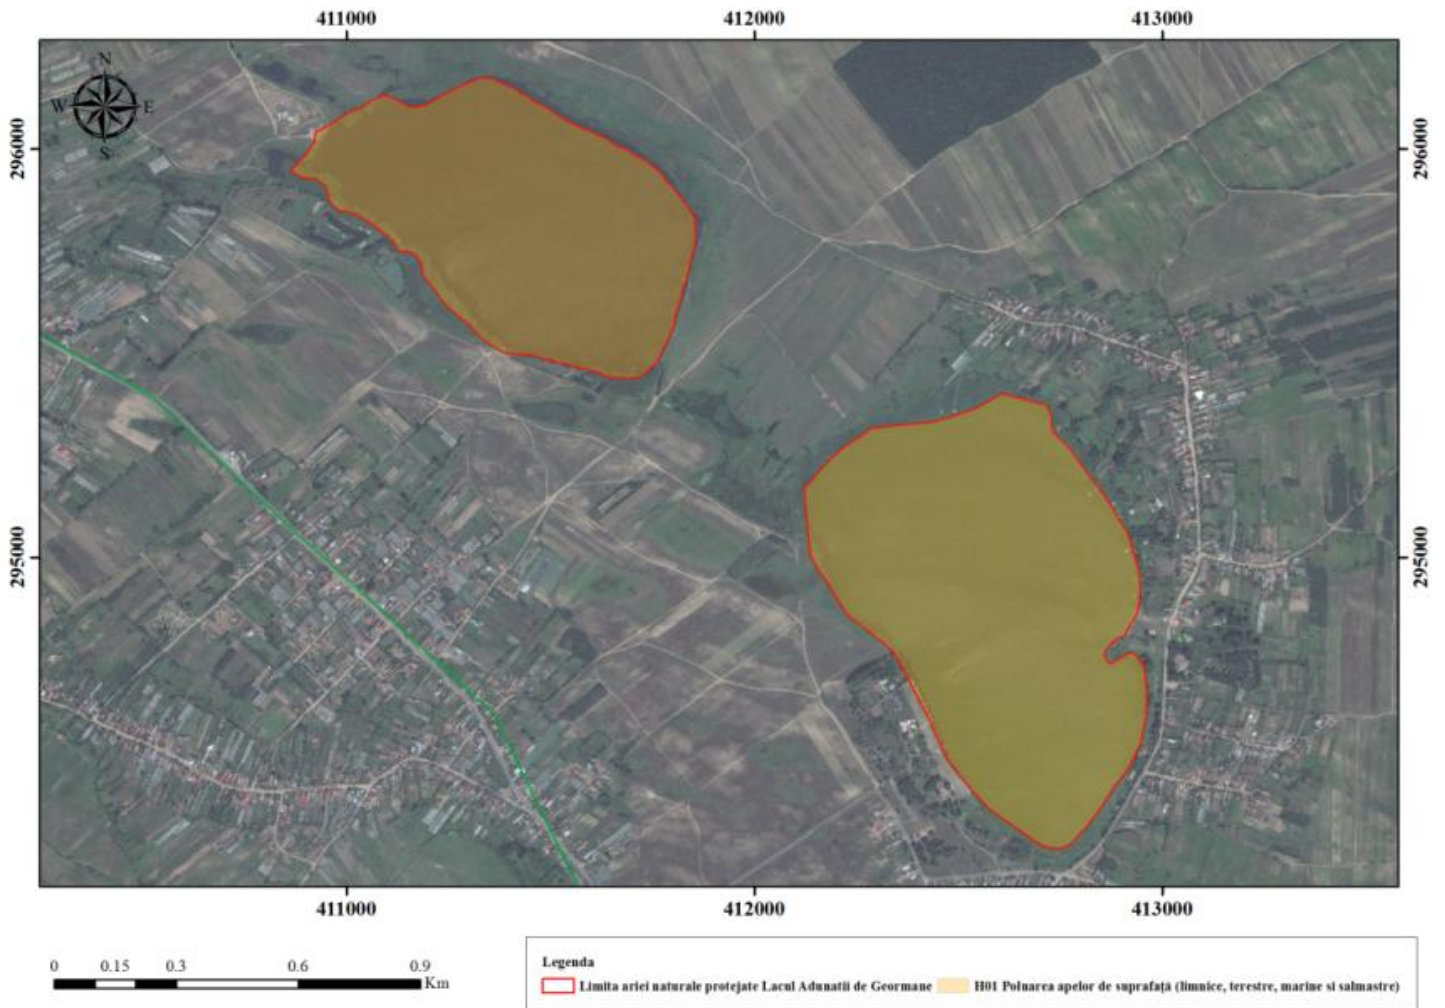 411000 412000 413000
N
W E
S
296000 296000
295000 295000
411000 412000 413000
0 0.15 0.3 0.6 0.9
Km
Legenda
Limita ariei naturale protejate Lacul Adunatii de Geormane H01 Poluarea apelor de suprafață (limnice, terestre, marine si salmastre)